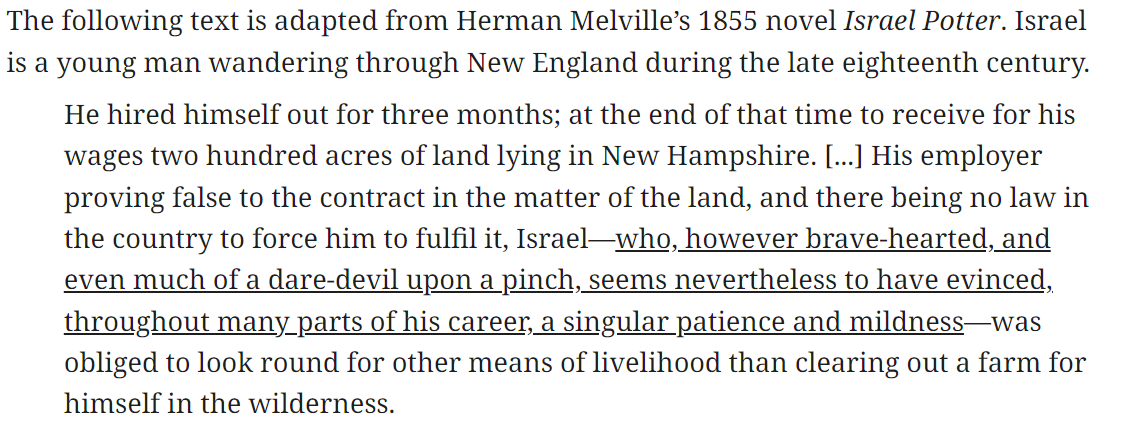 The following text is adapted from Herman Melville’s 1855 novel Israel Potter. Israel
is a young man wandering through New England during the late eighteenth century.
He hired himself out for three months; at the end of that time to receive for his
wages two hundred acres of land lying in New Hampshire. [...] His employer
proving false to the contract in the matter of the land, and there being no law in
the country to force him to fulfil it, Israel—who, however brave-hearted, and
even much of a dare-devil upon a pinch, seems nevertheless to have evinced,
throughout many parts of his career, a singular patience and mildness—was
obliged to look round for other means of livelihood than clearing out a farm for
himself in the wilderness.